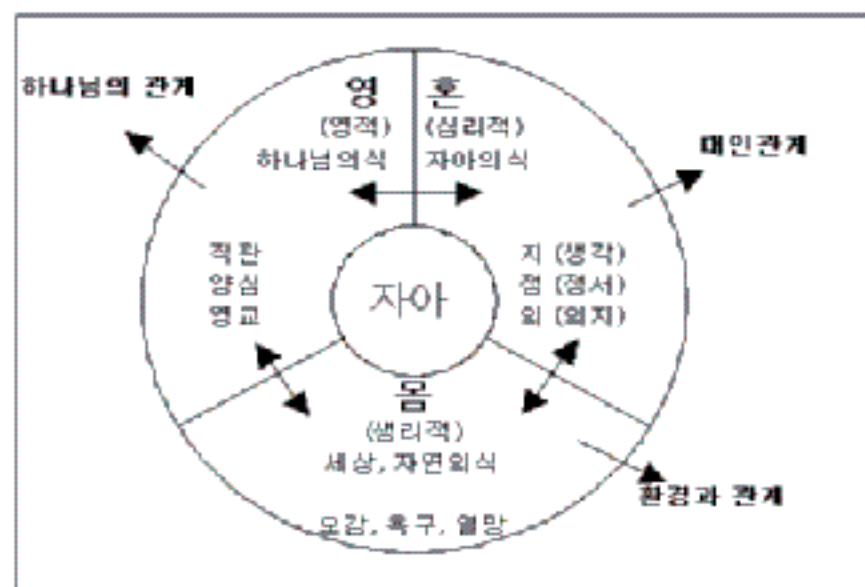 하나님의 관계
영
(영적)
하나님의식
혼
(심리적)
자아의식
대인관계
직관
양심
영교
자아
지 (생각)
정 (정서)
의 (의지)
몸
(생리적)
세상, 자연의식
오감, 욕구, 열망
환경과 관계